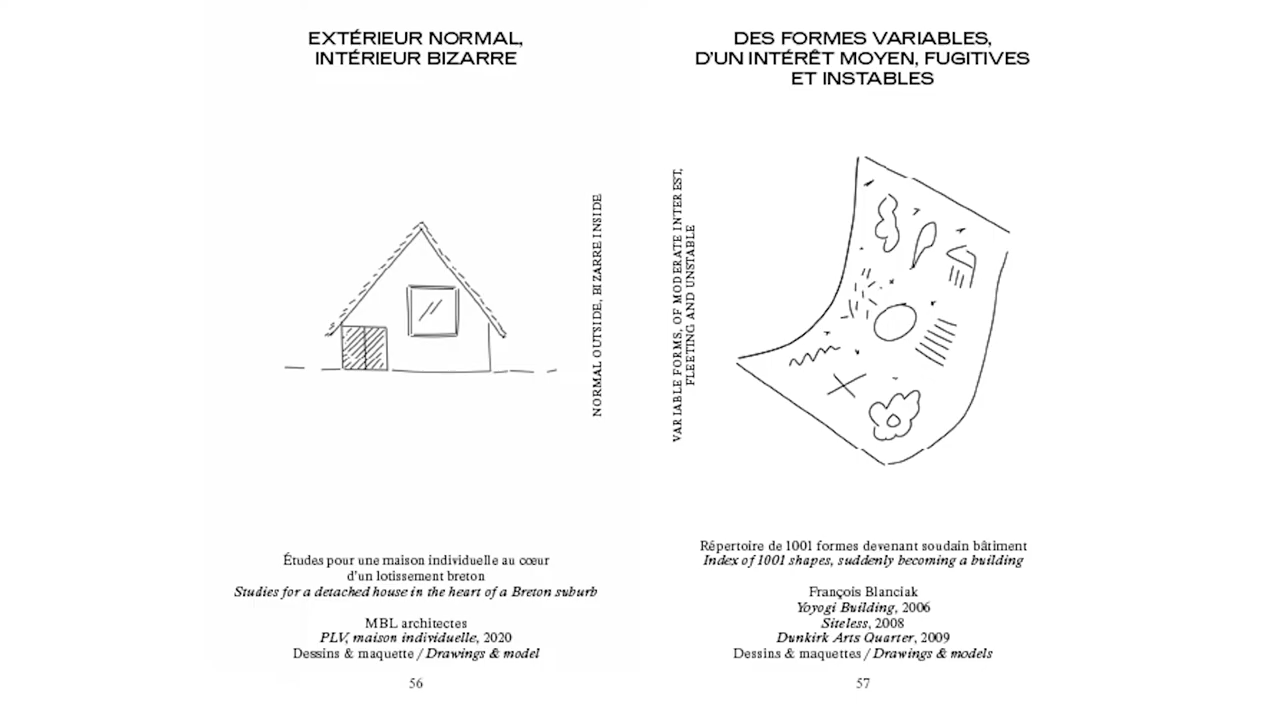 EXTÉRIEUR NORMAL,
INTÉRIEUR BIZARRE
NORMAL OUTSIDE, BIZARRE INSIDE
Études pour une maison individuelle au cœur
d'un lotissement breton
Studies for a detached house in the heart of a Breton suburb
MBL architectes
PLV, maison individuelle, 2020
Dessins & maquette / Drawings & model
56
DES FORMES VARIABLES,
D'UN INTÉRÊT MOYEN, FUGITIVES
ET INSTABLES
VARIABLE FORMS, OF MODERATE INTEREST,
FLEETING AND UNSTABLE
Répertoire de 1001 formes devenant soudain bâtiment
Index of 1001 shapes, suddenly becoming a building
François Blanciak
Yoyogi Building, 2006
Siteless, 2008
Dunkirk Arts Quarter, 2009
Dessins & maquettes / Drawings & models
57